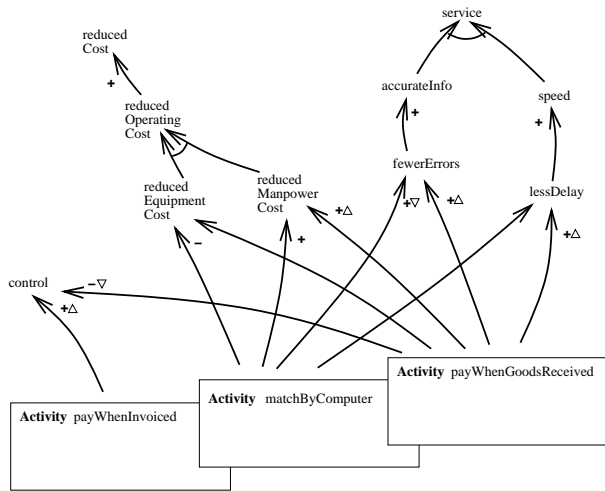 service
reduced
Cost
+
accurateInfo
speed
reduced
Operating
Cost
+
+
fewerErrors
reduced
Equipment
Cost
reduced
Manpower
Cost
lessDelay
+▽
+△
+△
−
+
+△
control
−▽
+△
Activity payWhenInvoiced
Activity matchByComputer
Activity payWhenGoodsReceived